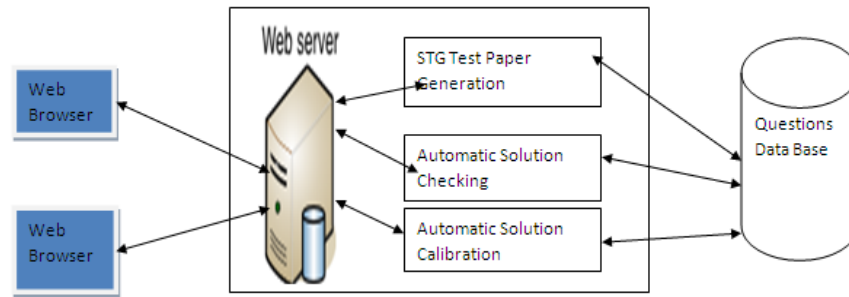 Web server
Web
Browser
Web
Browser
STG Test Paper
Generation
Automatic Solution
Checking
Automatic Solution
Calibration
Questions
Data Base